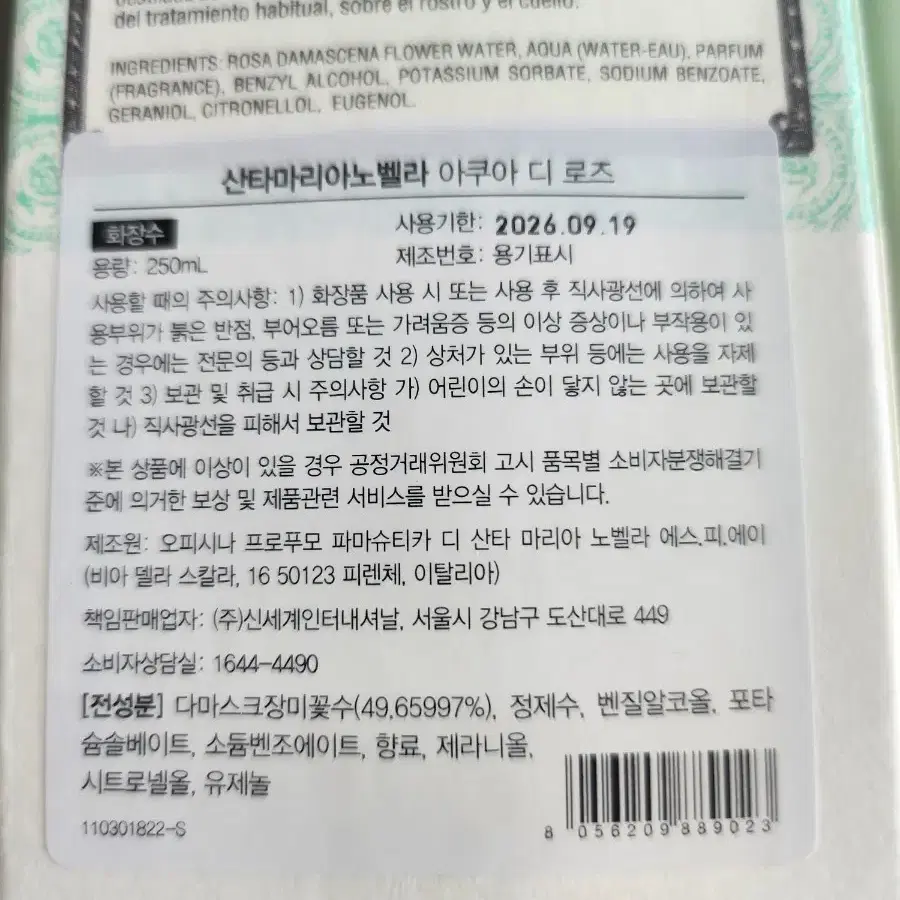 del tratamiento habitual, sobre el rostro y el cuello.
INGREDIENTS: ROSA DAMASCENA FLOWER WATER, AQUA (WATER-EAU), PARFUM
(FRAGRANCE), BENZYL ALCOHOL, POTASSIUM SORBATE, SODIUM BENZOATE,
GERANIOL, CITRONELLOL, EUGENOL.
산타마리아노벨라 아쿠아 디 로즈
화장수
사용기한: 2026.09.19
용량: 250mL
제조번호: 용기표시
사용할 때의 주의사항: 1) 화장품 사용 시 또는 사용 후 직사광선에 의하여 사
용부위가 붉은 반점, 부어오름 또는 가려움증 등의 이상 증상이나 부작용이 있
는 경우에는 전문의 등과 상담할 것 2) 상처가 있는 부위 등에는 사용을 자제
할 것 3) 보관 및 취급 시 주의사항 가) 어린이의 손이 닿지 않는 곳에 보관할
것 나) 직사광선을 피해서 보관할 것
※본 상품에 이상이 있을 경우 공정거래위원회 고시 품목별 소비자분쟁해결기
준에 의거한 보상 및 제품관련 서비스를 받으실 수 있습니다.
제조원: 오피시나 프로푸모 파마슈티카 디 산타 마리아 노벨라 에스.피.에이
(비아 델라 스칼라, 16 50123 피렌체, 이탈리아)
책임판매업자: (주)신세계인터내셔날, 서울시 강남구 도산대로 449
소비자상담실: 1644-4490
[전성분] 다마스크장미꽃수(49.65997%), 정제수, 벤질알코올, 포타
슘솔베이트, 소듐벤조에이트, 향료, 제라니올,
시트로넬올, 유제놀
110301822-S
8 056209889023